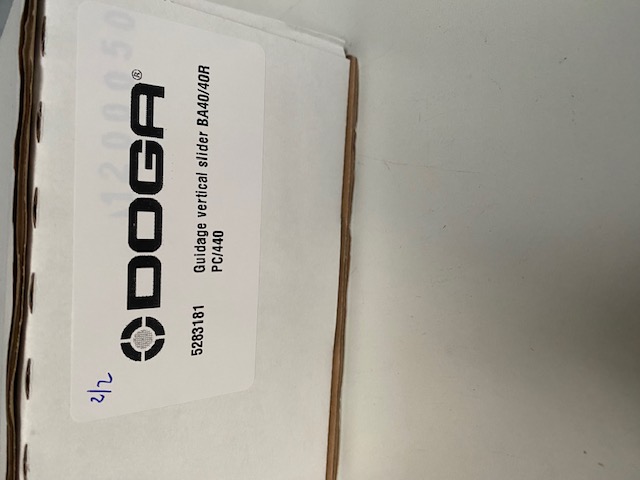 DOGA®
5283181 Guidage vertical slider BA40/40R
PC/440
2/2